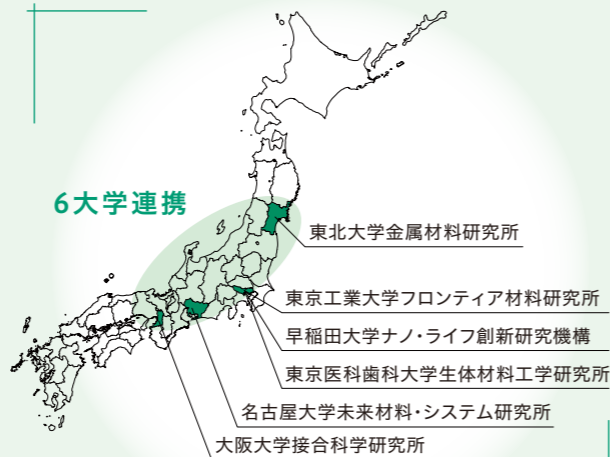 6大学連携
東北大学金属材料研究所
東京工業大学フロンティア材料研究所
早稲田大学ナノ・ライフ創新研究機構
東京医科歯科大学生体材料工学研究所
名古屋大学未来材料・システム研究所
大阪大学接合科学研究所